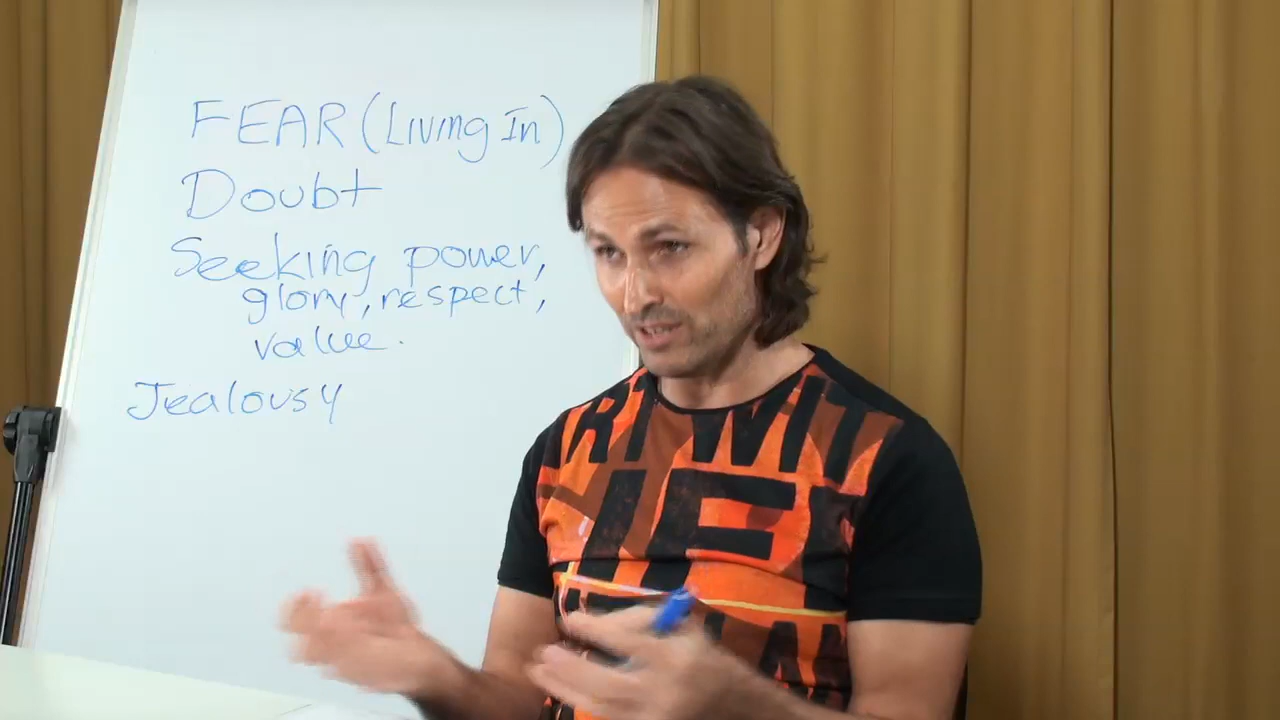 FEAR (Living In)
Doubt
Seeking power,
glory, respect,
value.
Jealousy